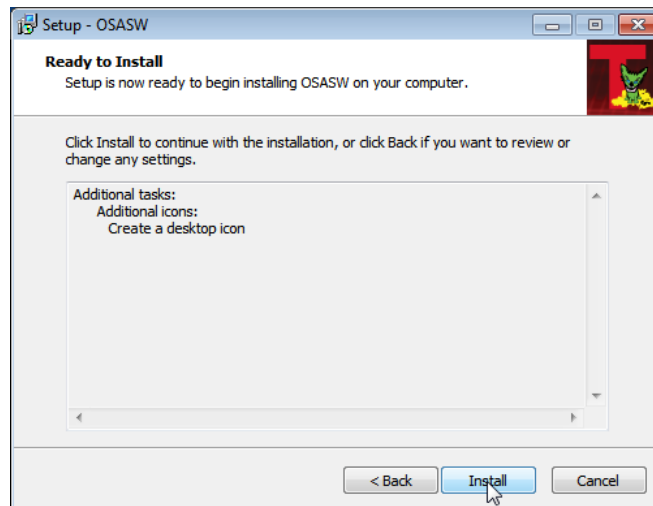 Setup - OSASW
Ready to Install
Setup is now ready to begin installing OSASW on your computer.
T
Click Install to continue with the installation, or click Back if you want to review or
change any settings.
Additional tasks:
Additional icons:
Create a desktop icon
< Back
Install
Cancel